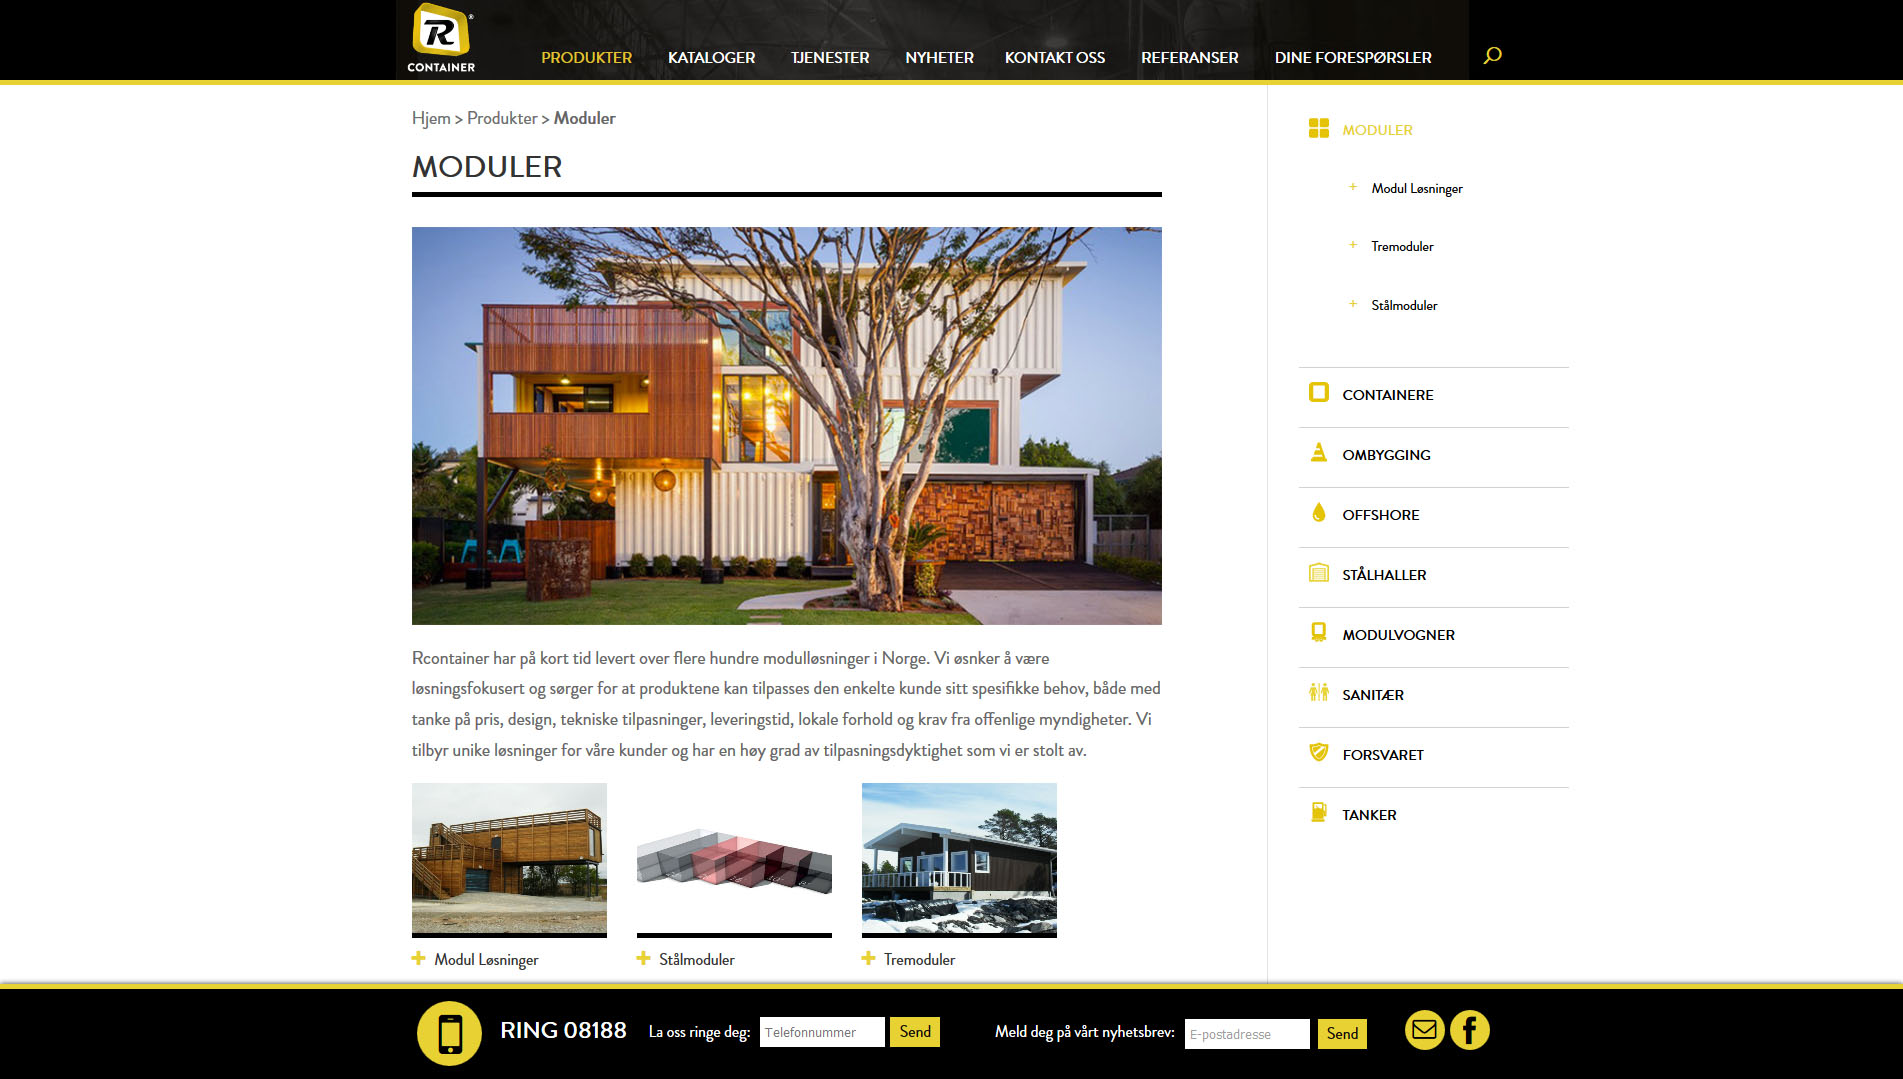 R®
CONTAINER
PRODUKTER
KATALOGER
TJENESTER
NYHETER
KONTAKT OSS
REFERANSER
DINE FORESPØRSLER
Hjem > Produkter > Moduler
MODULER
Rcontainer har på kort tid levert over flere hundre modulløsninger i Norge. Vi øsnker å være
løsningsfokusert og sørger for at produktene kan tilpasses den enkelte kunde sitt spesifikke behov, både med
tanke på pris, design, tekniske tilpasninger, leveringstid, lokale forhold og krav fra offenlige myndigheter. Vi
tilbyr unike løsninger for våre kunder og har en høy grad av tilpasningsdyktighet som vi er stolt av.
Modul Løsninger
Stålmoduler
Tremoduler
MODULER
Modul Løsninger
Tremoduler
Stålmoduler
CONTAINERE
OMBYGGING
OFFSHORE
STÅLHALLER
MODULVOGNER
SANITÆR
FORSVARET
TANKER
RING 08188
La oss ringe deg:
Telefonnummer
Send
Meld deg på vårt nyhetsbrev:
E-postadresse
Send